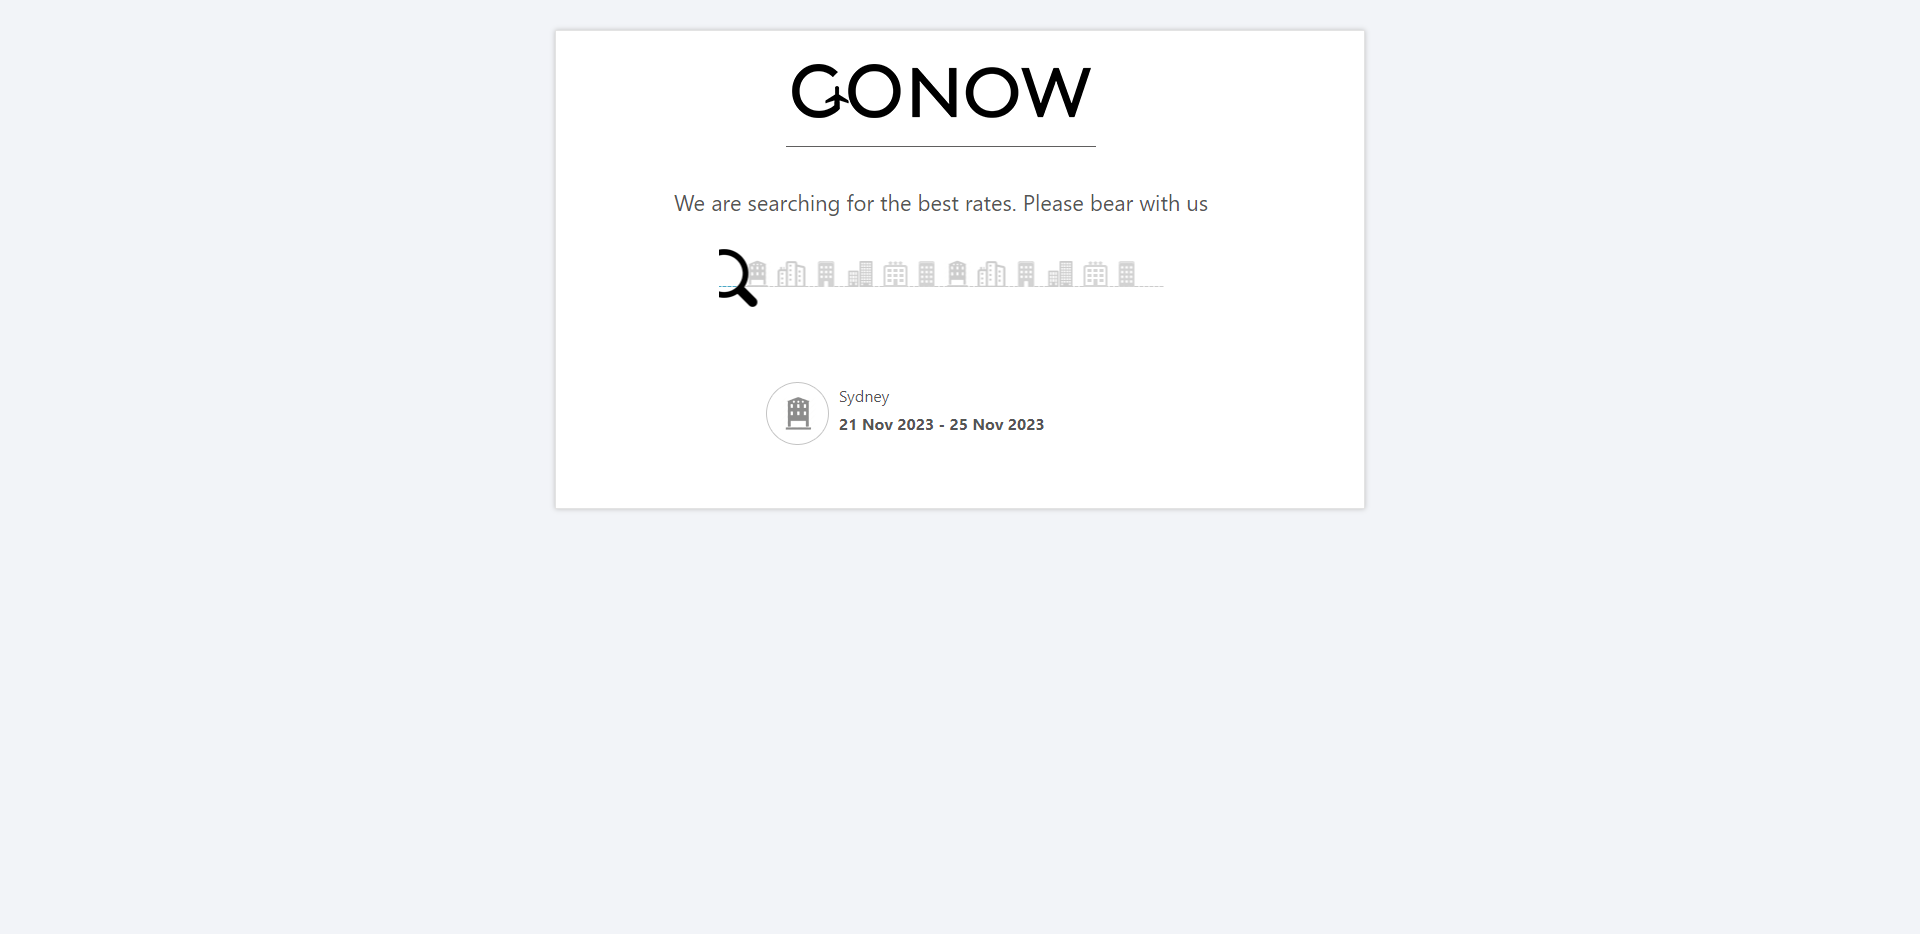 GONOW
We are searching for the best rates. Please bear with us
Sydney
21 Nov 2023 - 25 Nov 2023